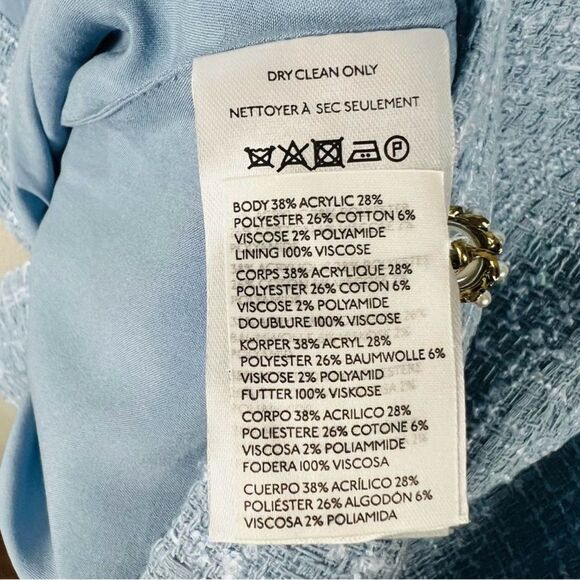 DRY CLEAN ONLY
NETTOYER À SEC SEULEMENT
P
BODY 38% ACRYLIC 28%
POLYESTER 26% COTTON 6%
VISCOSE 2% POLYAMIDE
LINING 100% VISCOSE
CORPS 38% ACRYLIQUE 28%
POLYESTER 26% COTON 6%
VISCOSE 2% POLYAMIDE
DOUBLURE 100% VISCOSE
KÖRPER 38% ACRYL 28%
POLYESTER 26% BAUMWOLLE 6%
VISKOSE 2% POLYAMID
FUTTER 100% VISCOSE
CORPO 38% ACRILICO 28%
POLIESTERE 26% COTONE 6%
VISCOSA 2% POLIAMMIDE
FODERA 100% VISCOSA
CUERPO 38% ACRÍLICO 28%
POLIÉSTER 26% ALGODÓN 6%
VISCOSA 2% POLIAMIDA